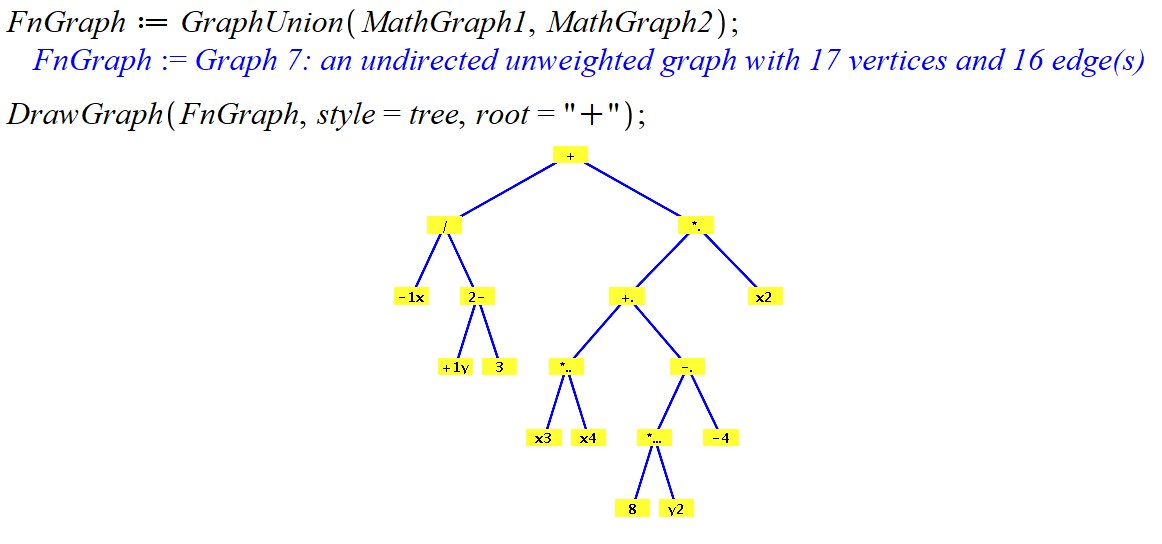 FnGraph := GraphUnion(MathGraph1, MathGraph2);
FnGraph := Graph 7: an undirected unweighted graph with 17 vertices and 16 edge(s)
DrawGraph(FnGraph, style = tree, root = "+");
+
/ *.
-1x 2- +. x2
+1y 3 *.. -.
x3 x4 *... -4
8 y2